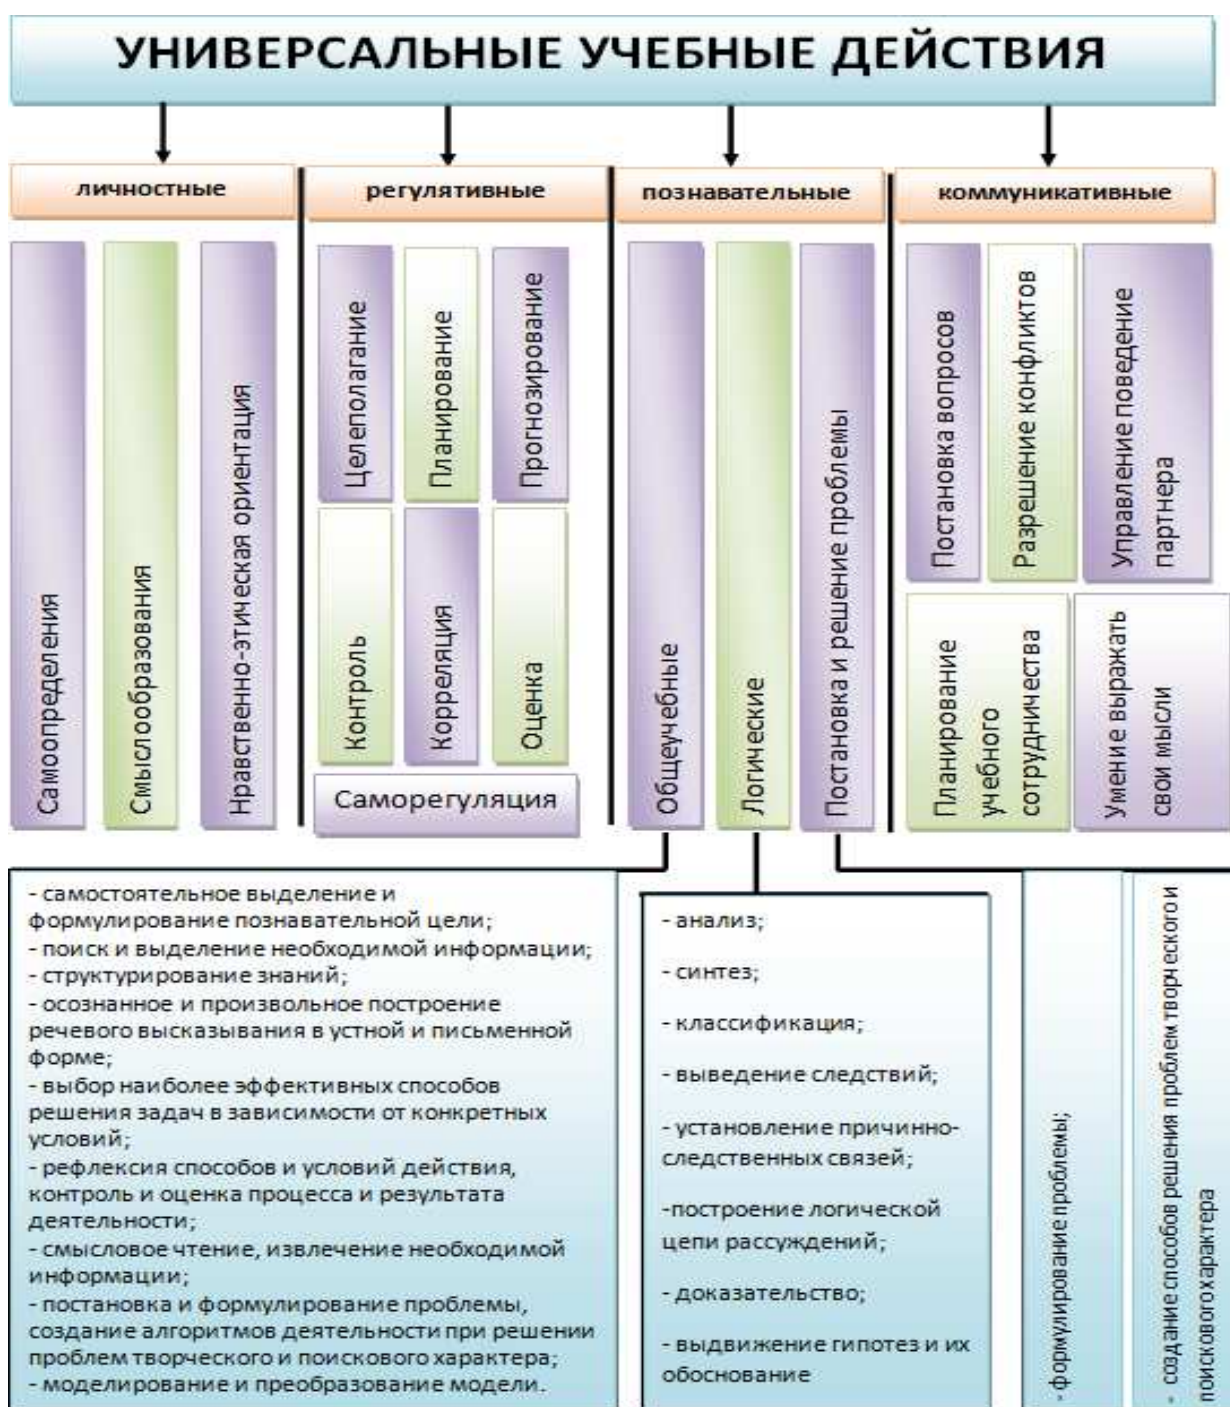 УНИВЕРСАЛЬНЫЕ УЧЕБНЫЕ ДЕЙСТВИЯ
личностные
регулятивные
познавательные
коммуникативные
Самоопределения
Смыслообразования
Нравственно-этическая ориентация
Целеполагание
Планирование
Прогнозирование
Контроль
Корреляция
Оценка
Саморегуляция
Общеучебные
Логические
Постановка и решение проблемы
Постановка вопросов
Разрешение конфликтов
Управление поведение
партнера
Планирование
учебного
сотрудничества
Умение выражать
свои мысли
- самостоятельное выделение и
формулирование познавательной цели;
- поиск и выделение необходимой информации;
- структурирование знаний;
- осознанное и произвольное построение
речевого высказывания в устной и письменной
форме;
- выбор наиболее эффективных способов
решения задач в зависимости от конкретных
условий;
- рефлексия способов и условий действия,
контроль и оценка процесса и результата
деятельности;
- смысловое чтение, извлечение необходимой
информации;
- постановка и формулирование проблемы,
создание алгоритмов деятельности при решении
проблем творческого и поискового характера;
- моделирование и преобразование модели.
- анализ;
- синтез;
- классификация;
- выведение следствий;
- установление причинно-
следственных связей;
-построение логической
цепи рассуждений;
- доказательство;
- выдвижение гипотез и их
обоснование
- формулирование проблемы;
- создание способов решения проблем творческого и
поискового характера